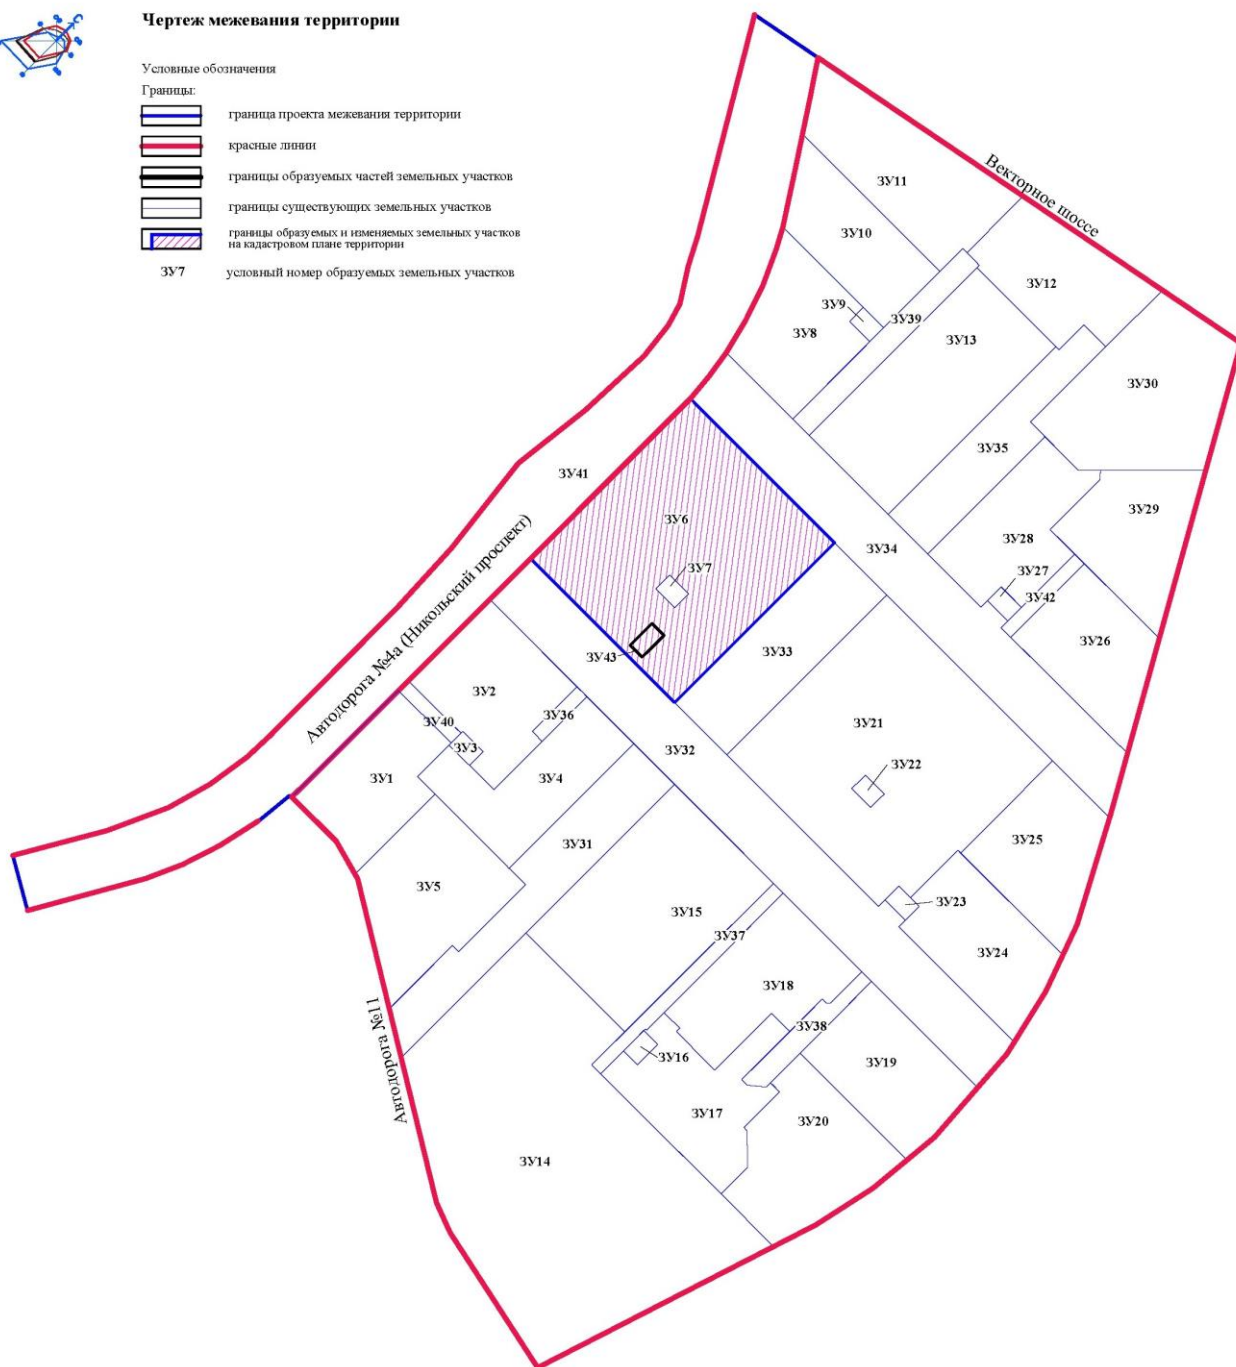 Чертеж межевания территории
Условные обозначения
Границы:
граница проекта межевания территории
красные линии
границы образуемых частей земельных участков
границы существующих земельных участков
границы образуемых и изменяемых земельных участков
на кадастровом плане территории
ЗУ7 условный номер образуемых земельных участков
Векторное шоссе
ЗУ11
ЗУ10
ЗУ12
ЗУ9
ЗУ39
ЗУ8
ЗУ13
ЗУ30
ЗУ35
ЗУ41
ЗУ29
ЗУ6
ЗУ28
ЗУ34
ЗУ7
ЗУ27
ЗУ42
Автодорога №4а (Никольский проспект)
ЗУ26
ЗУ33
ЗУ43
ЗУ2
ЗУ36
ЗУ40
ЗУ21
ЗУ3
ЗУ32
ЗУ22
ЗУ1
ЗУ4
ЗУ25
ЗУ31
ЗУ5
ЗУ23
ЗУ15
ЗУ37
ЗУ24
ЗУ18
Автодорога №11
ЗУ38
ЗУ16
ЗУ19
ЗУ17
ЗУ20
ЗУ14